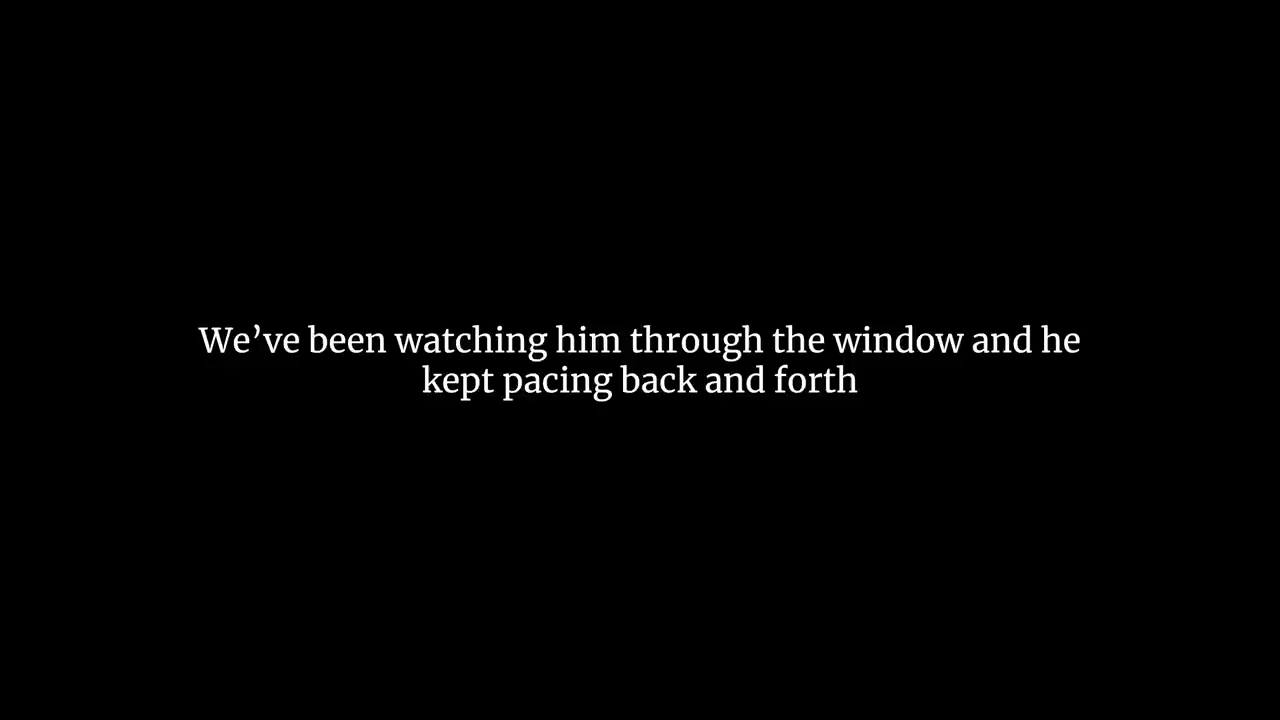 We’ve been watching him through the window and he
kept pacing back and forth